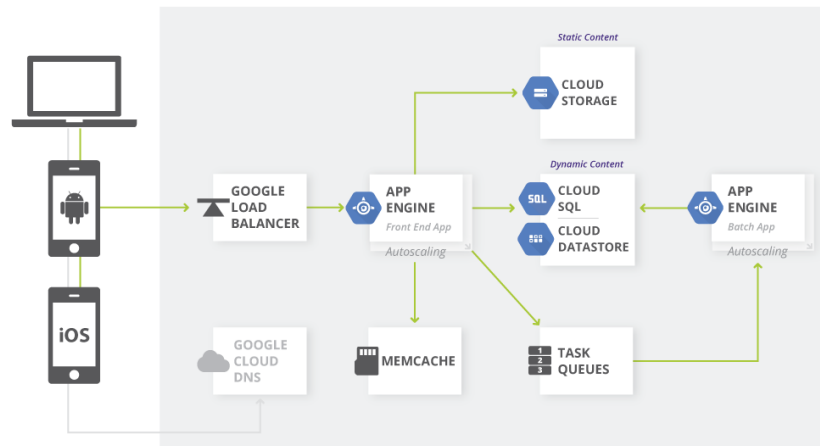 Static Content
CLOUD
STORAGE
Dynamic Content
GOOGLE
LOAD
BALANCER
APP
ENGINE
Front End App
Autoscaling
SQL
CLOUD
SQL
CLOUD
DATASTORE
APP
ENGINE
Batch App
Autoscaling
iOS
GOOGLE
CLOUD
DNS
MEMCACHE
1
2
3
TASK
QUEUES